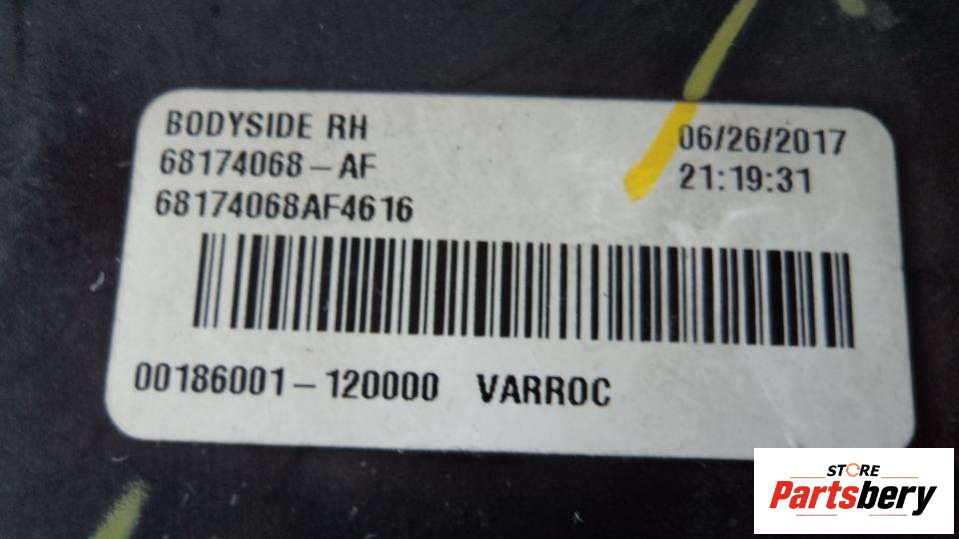 BODYSIDE RH
68174068-AF
68174068AF4616
06/26/2017
21:19:31
00186001-120000 VARROC
STORE
Partsbery